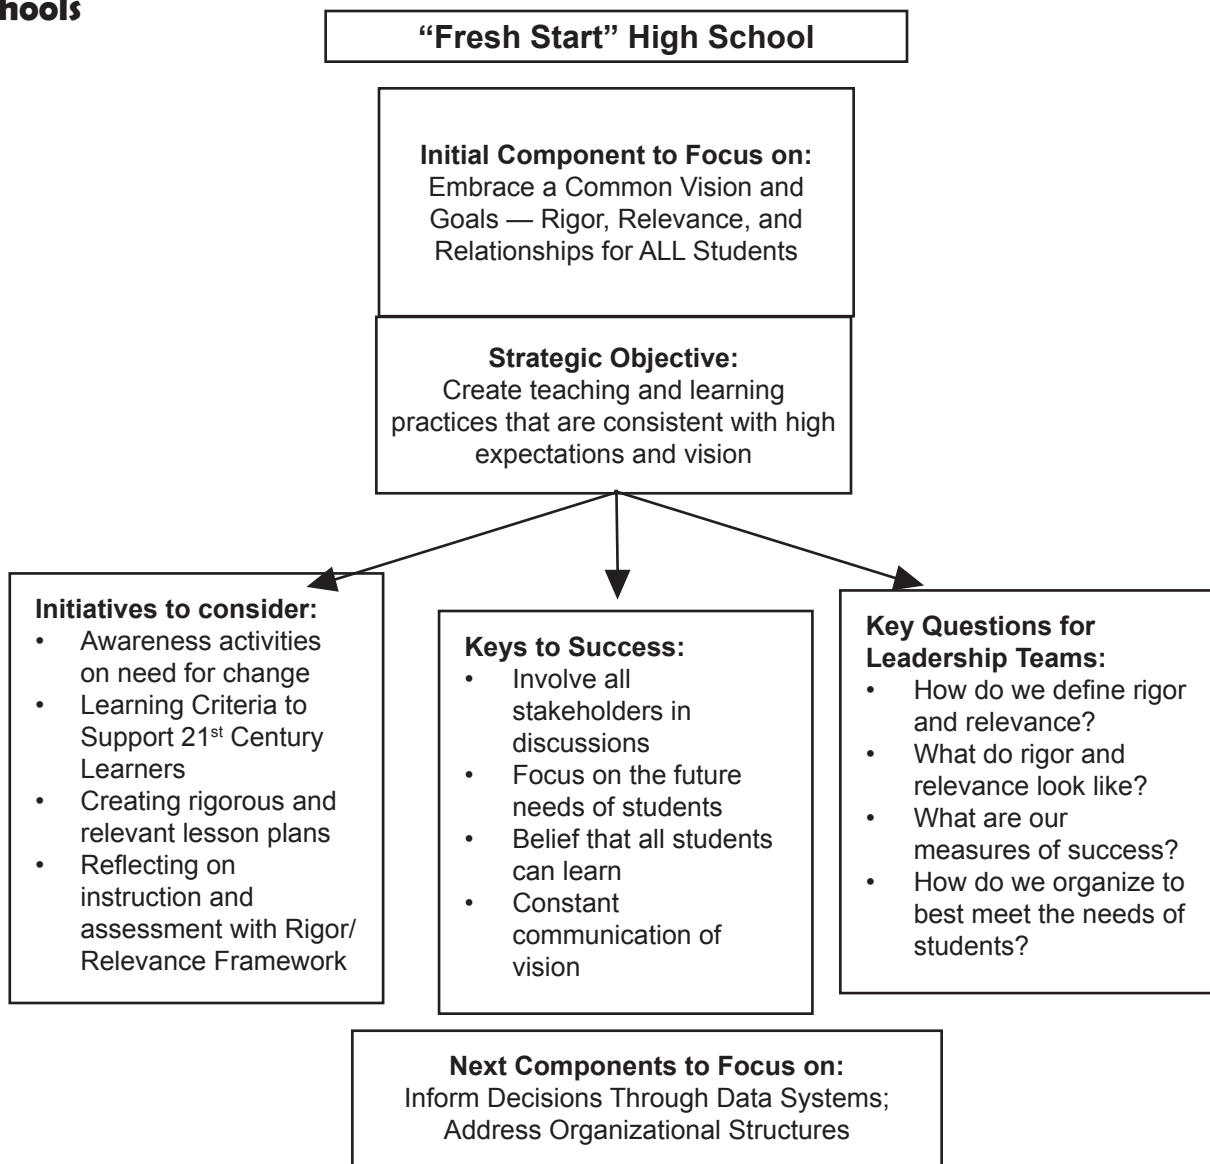 hools
“Fresh Start” High School
Initial Component to Focus on:
Embrace a Common Vision and
Goals — Rigor, Relevance, and
Relationships for ALL Students
Strategic Objective:
Create teaching and learning
practices that are consistent with high
expectations and vision
Initiatives to consider:
• Awareness activities
on need for change
• Learning Criteria to
Support 21st Century
Learners
• Creating rigorous and
relevant lesson plans
• Reflecting on
instruction and
assessment with Rigor/
Relevance Framework
Keys to Success:
• Involve all
stakeholders in
discussions
• Focus on the future
needs of students
• Belief that all students
can learn
• Constant
communication of
vision
Key Questions for
Leadership Teams:
• How do we define rigor
and relevance?
• What do rigor and
relevance look like?
• What are our
measures of success?
• How do we organize to
best meet the needs of
students?
Next Components to Focus on:
Inform Decisions Through Data Systems;
Address Organizational Structures